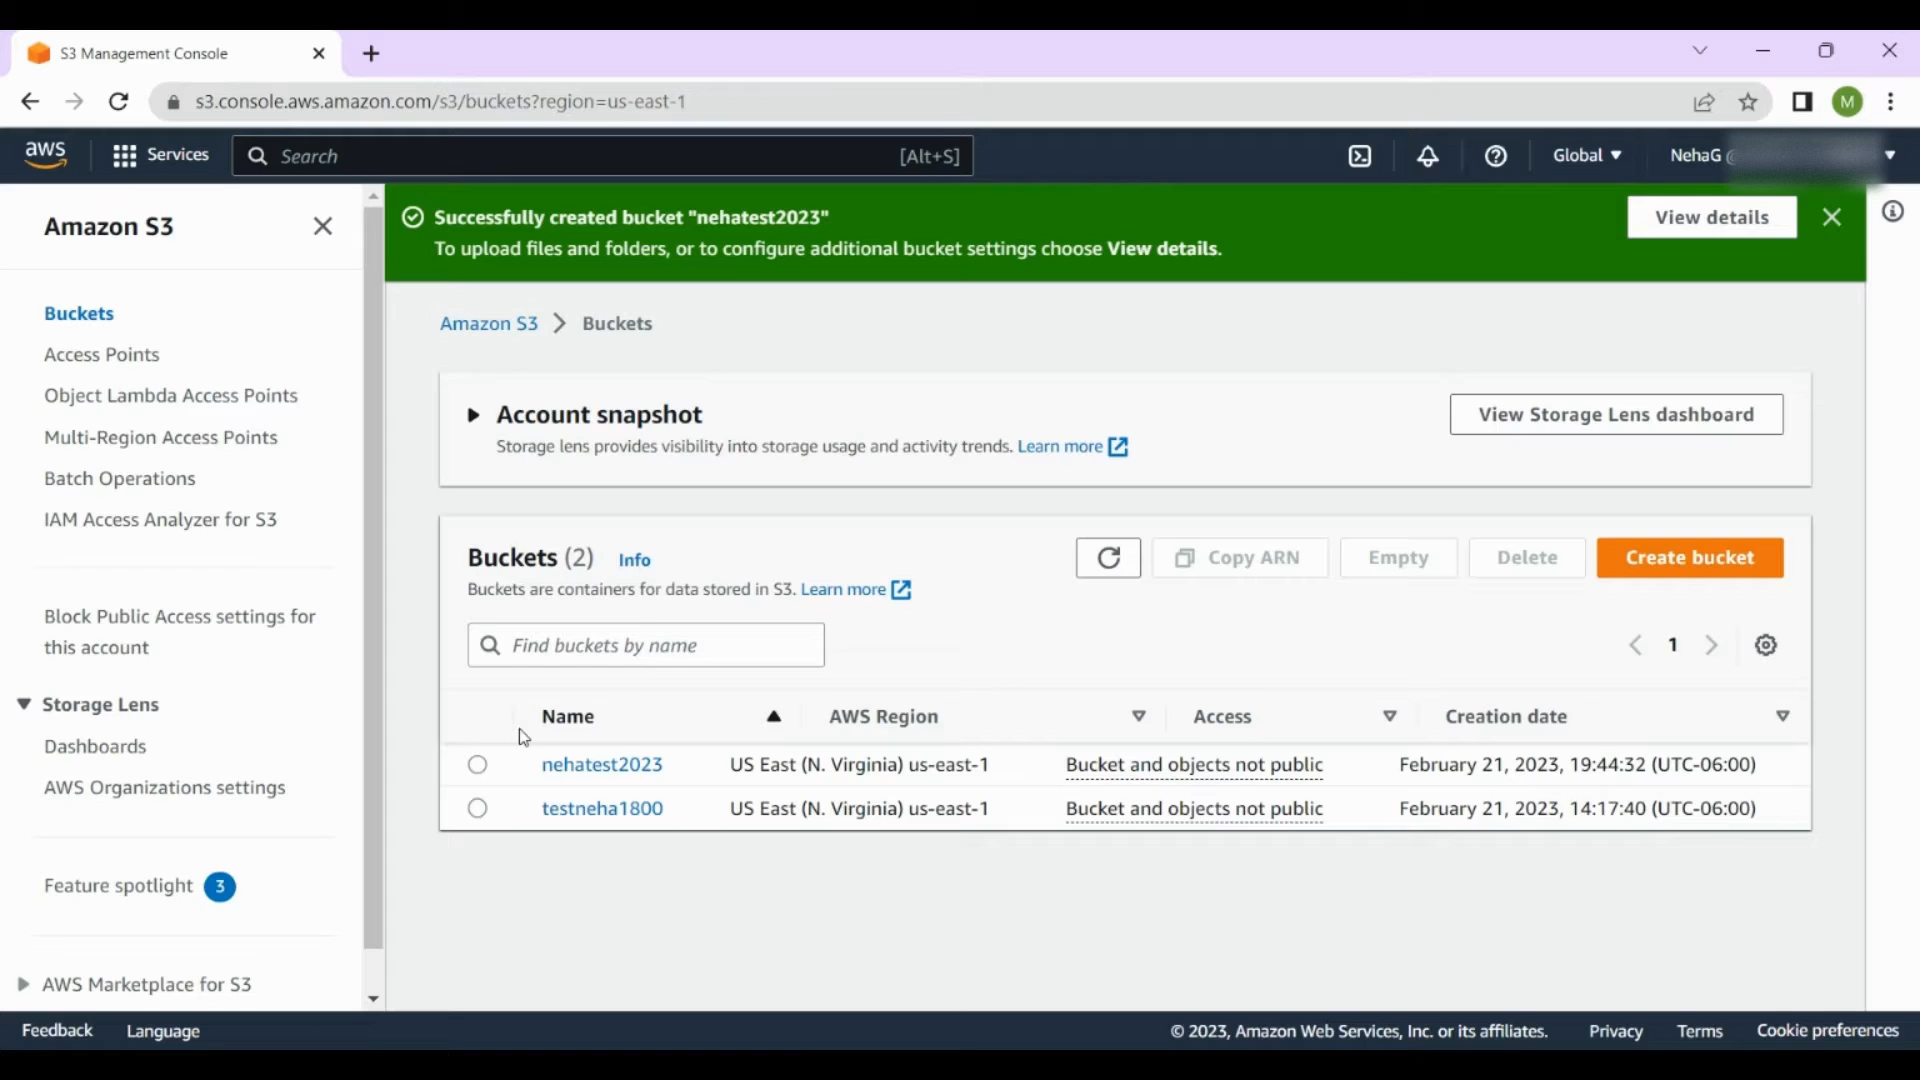 S3 Management Console
s3.console.aws.amazon.com/s3/buckets?region=us-east-1
M
aws
Services
Search
[Alt+S]
Global
NehaG @
Amazon S3
Buckets
Access Points
Object Lambda Access Points
Multi-Region Access Points
Batch Operations
IAM Access Analyzer for S3
Block Public Access settings for
this account
Storage Lens
Dashboards
AWS Organizations settings
Feature spotlight 3
AWS Marketplace for S3
Successfully created bucket "nehatest2023"
To upload files and folders, or to configure additional bucket settings choose View details.
View details
Amazon S3 > Buckets
Account snapshot
Storage lens provides visibility into storage usage and activity trends. Learn more
View Storage Lens dashboard
Buckets (2) Info
Buckets are containers for data stored in S3. Learn more
Copy ARN
Empty
Delete
Create bucket
Find buckets by name
1
Name AWS Region Access Creation date
nehatest2023 US East (N. Virginia) us-east-1 Bucket and objects not public February 21, 2023, 19:44:32 (UTC-06:00)
testneha1800 US East (N. Virginia) us-east-1 Bucket and objects not public February 21, 2023, 14:17:40 (UTC-06:00)
Feedback Language © 2023, Amazon Web Services, Inc. or its affiliates. Privacy Terms Cookie preferences